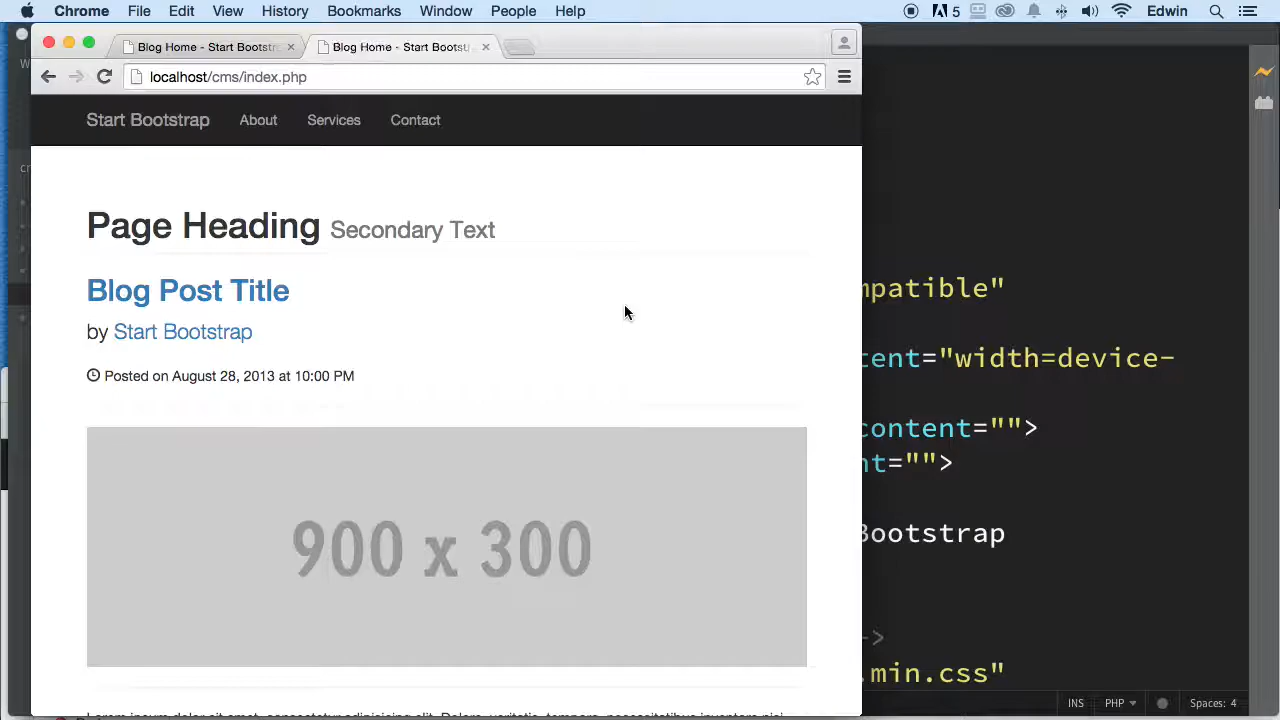 Chrome File Edit View History Bookmarks Window People Help 5 Edwin
Blog Home - Start Bootstr × Blog Home - Start Bootst ×
localhost/cms/index.php
Start Bootstrap About Services Contact
Page Heading Secondary Text
Blog Post Title
by Start Bootstrap
Posted on August 28, 2013 at 10:00 PM
900 x 300
mpatible"
tent="width=device-
content="">
nt="">
Bootstrap
->
.min.css"
INS PHP Spaces: 4